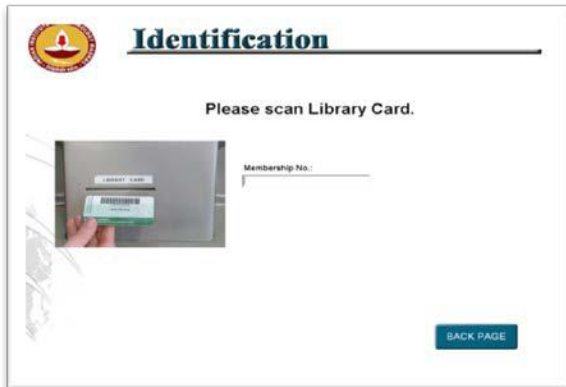 Identification
Please scan Library Card.
Membership No.:
LIBRARY CARD
BACK PAGE